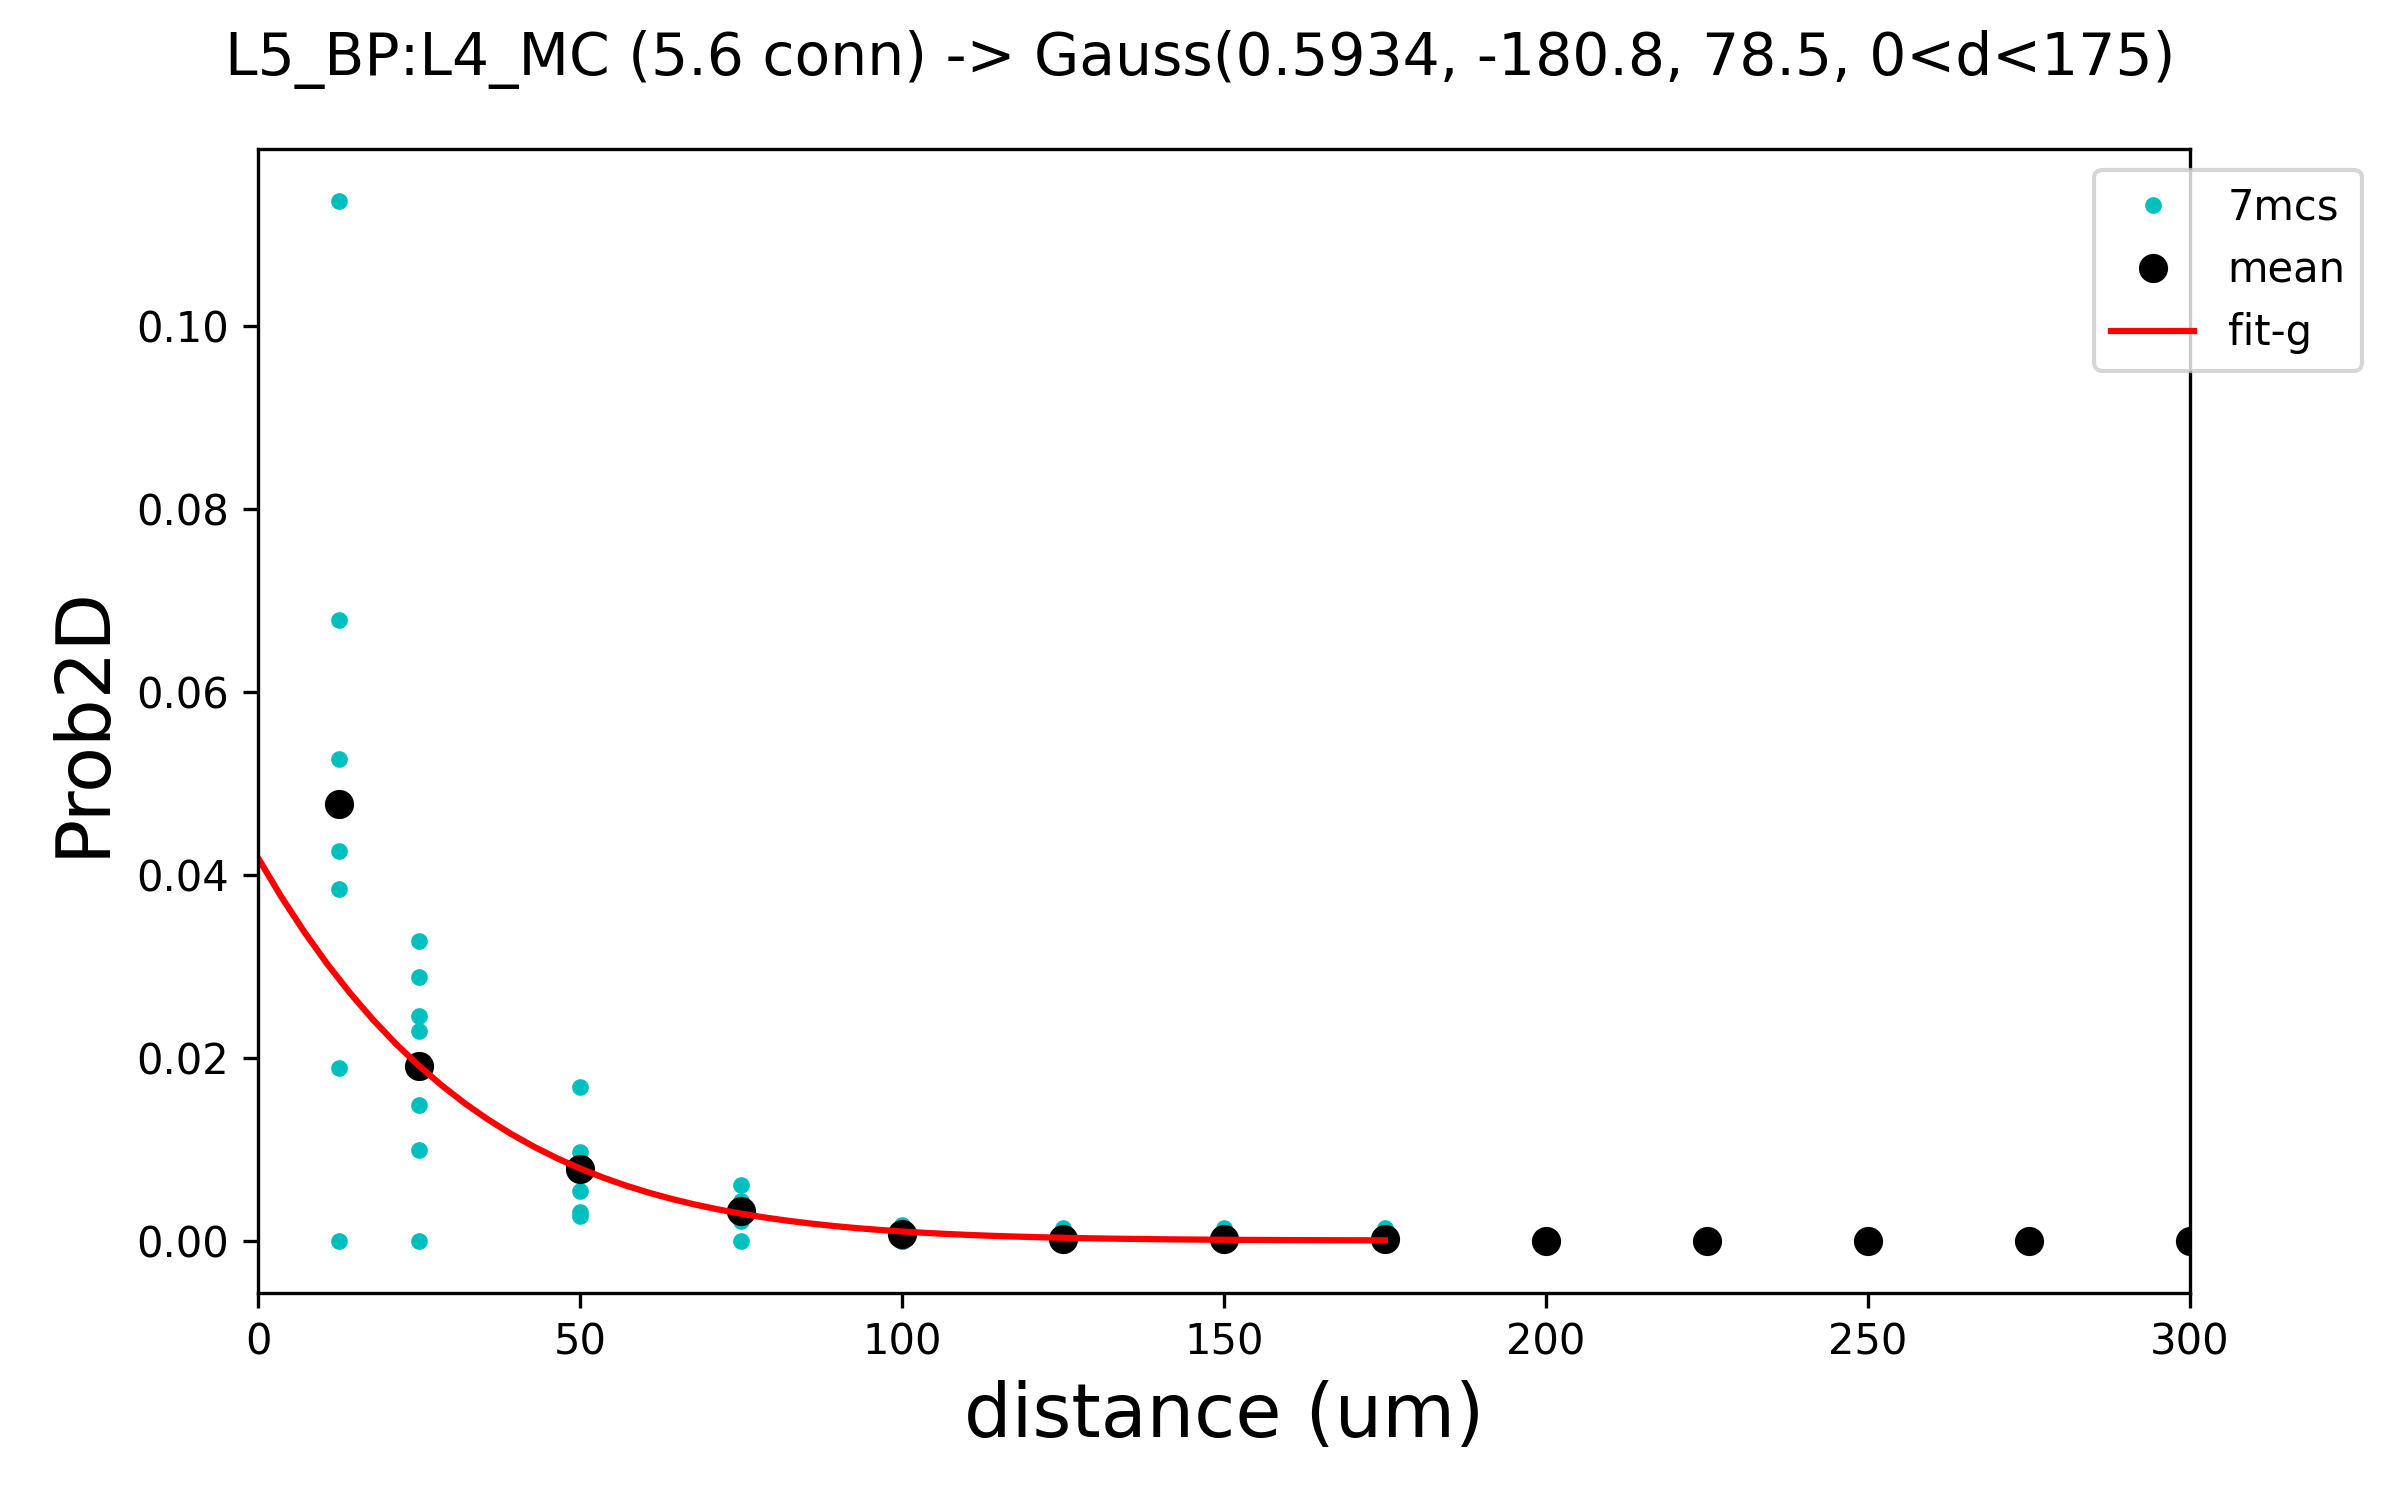 L5_BP:L4_MC (5.6 conn) -> Gauss(0.5934, -180.8, 78.5, 0<d<175)
7mcs
mean
fit-g
Prob2D
0.10
0.08
0.06
0.04
0.02
0.00
0 50 100 150 200 250 300
distance (um)